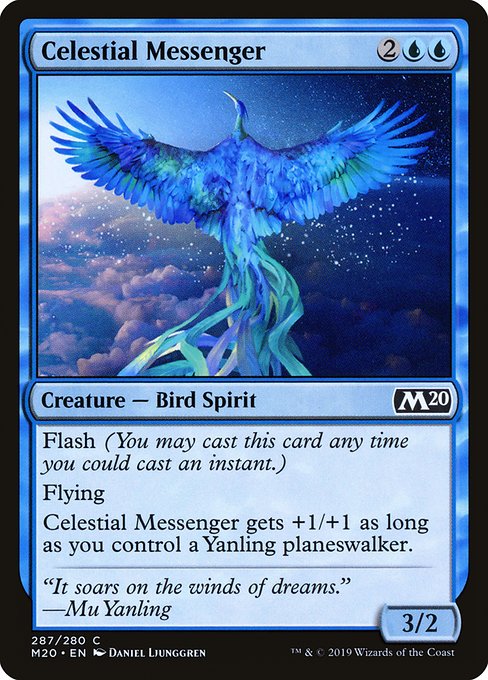 Celestial Messenger 2
Creature — Bird Spirit M20
Flash (You may cast this card any time
you could cast an instant.)
Flying
Celestial Messenger gets +1/+1 as long
as you control a Yanling planeswalker.
"It soars on the winds of dreams."
—Mu Yanling
3/2
287/280 C
M20 • EN Daniel Ljunggren ™ & © 2019 Wizards of the Coast